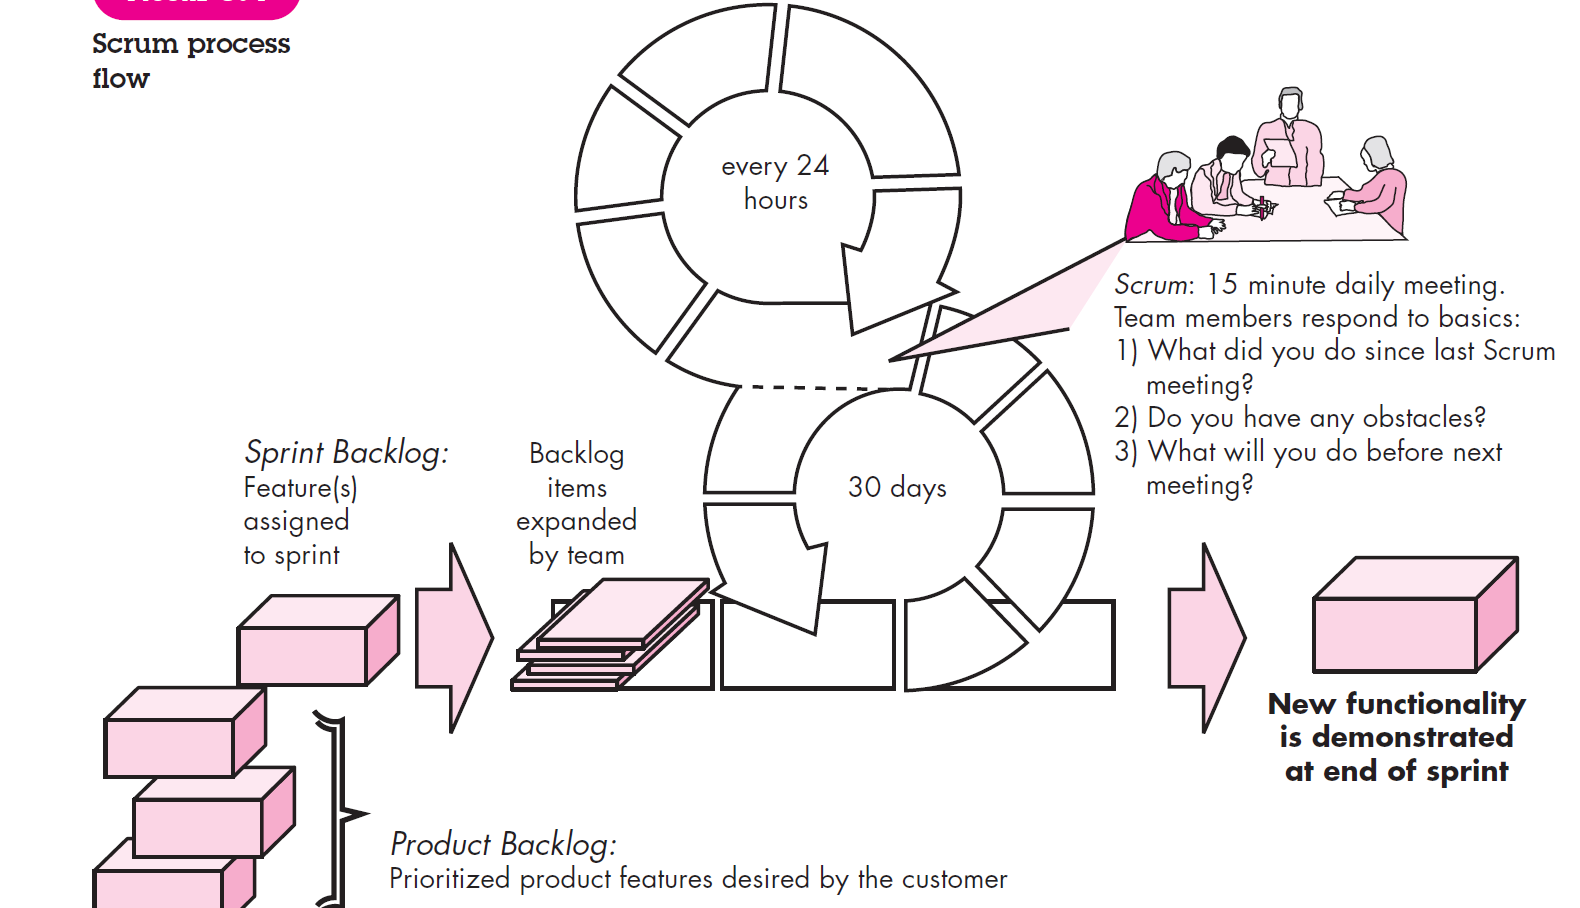 Scrum process
flow
every 24
hours
Scrum: 15 minute daily meeting.
Team members respond to basics:
1) What did you do since last Scrum
meeting?
2) Do you have any obstacles?
3) What will you do before next
meeting?
Sprint Backlog:
Feature(s)
assigned
to sprint
Backlog
items
expanded
by team
30 days
New functionality
is demonstrated
at end of sprint
Product Backlog:
Prioritized product features desired by the customer